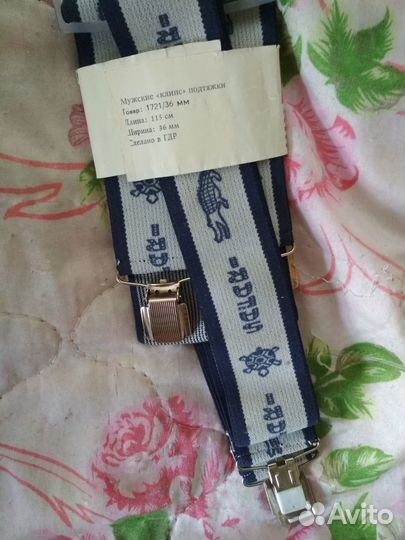 Мужские «клипс» подтяжки
Товар: 1721/36 мм
Длина: 115 см
Ширина: 36 мм
Сделано в ГДР
Avito